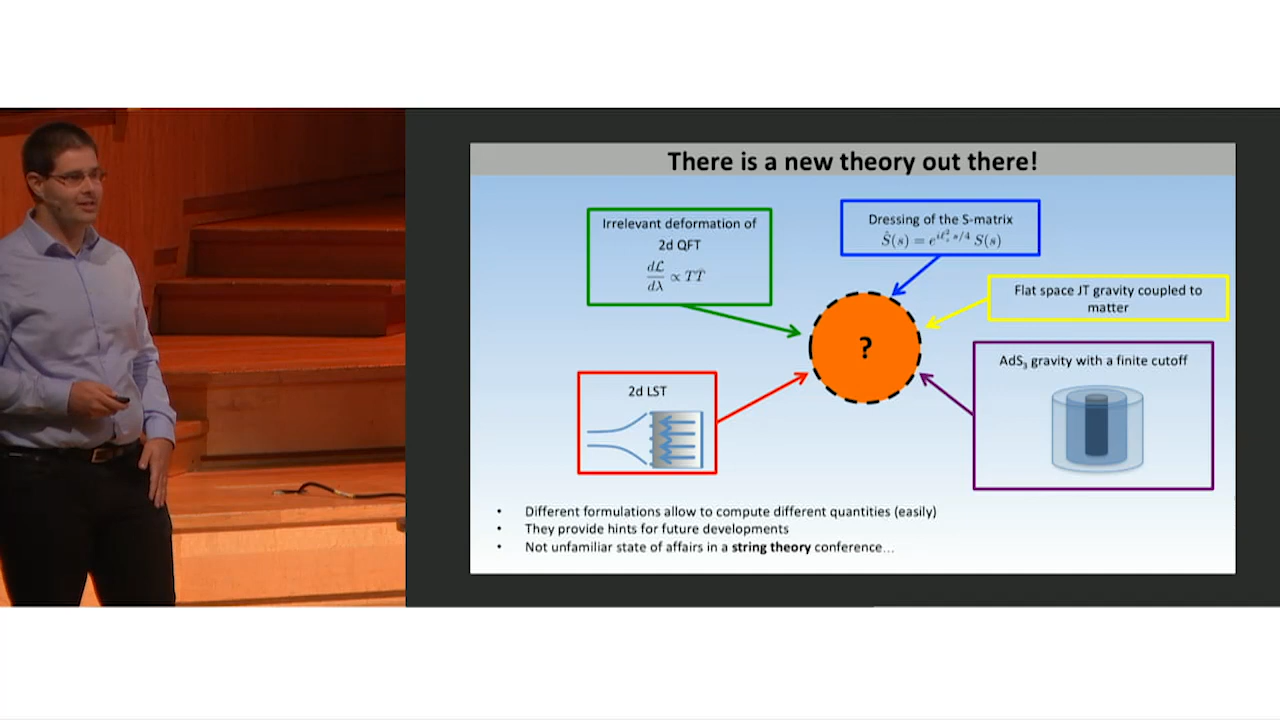 There is a new theory out there!
Irrelevant deformation of
2d QFT
dℒ/dλ ∝ TT̄
Dressing of the S-matrix
Ŝ(s) = e^{iℓ_s^2 s/4} S(s)
Flat space JT gravity coupled to
matter
?
2d LST
AdS₃ gravity with a finite cutoff
• Different formulations allow to compute different quantities (easily)
• They provide hints for future developments
• Not unfamiliar state of affairs in a string theory conference...